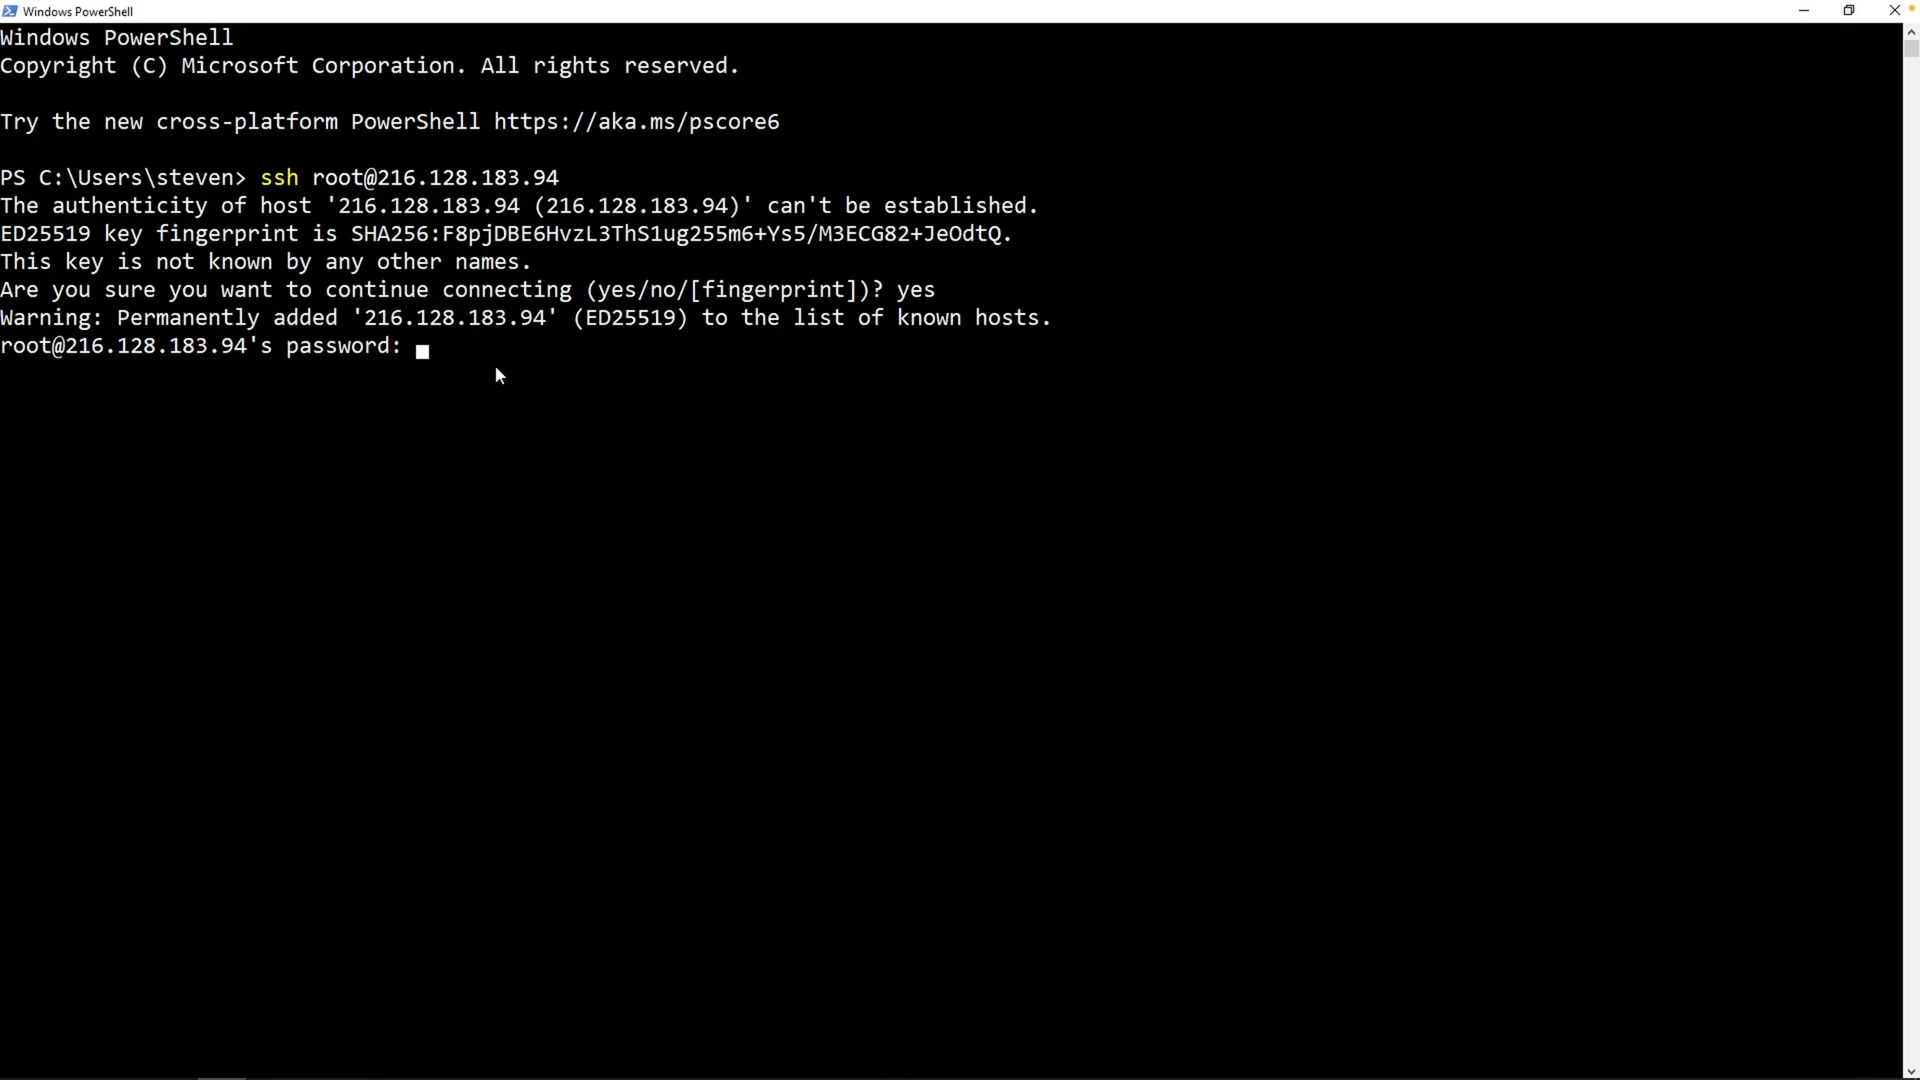 Windows PowerShell
Windows PowerShell
Copyright (C) Microsoft Corporation. All rights reserved.
Try the new cross-platform PowerShell https://aka.ms/pscore6
PS C:\Users\steven> ssh root@216.128.183.94
The authenticity of host '216.128.183.94 (216.128.183.94)' can't be established.
ED25519 key fingerprint is SHA256:F8pjDBE6HvzL3ThS1ug255m6+Ys5/M3ECG82+JeOdtQ.
This key is not known by any other names.
Are you sure you want to continue connecting (yes/no/[fingerprint])? yes
Warning: Permanently added '216.128.183.94' (ED25519) to the list of known hosts.
root@216.128.183.94's password: